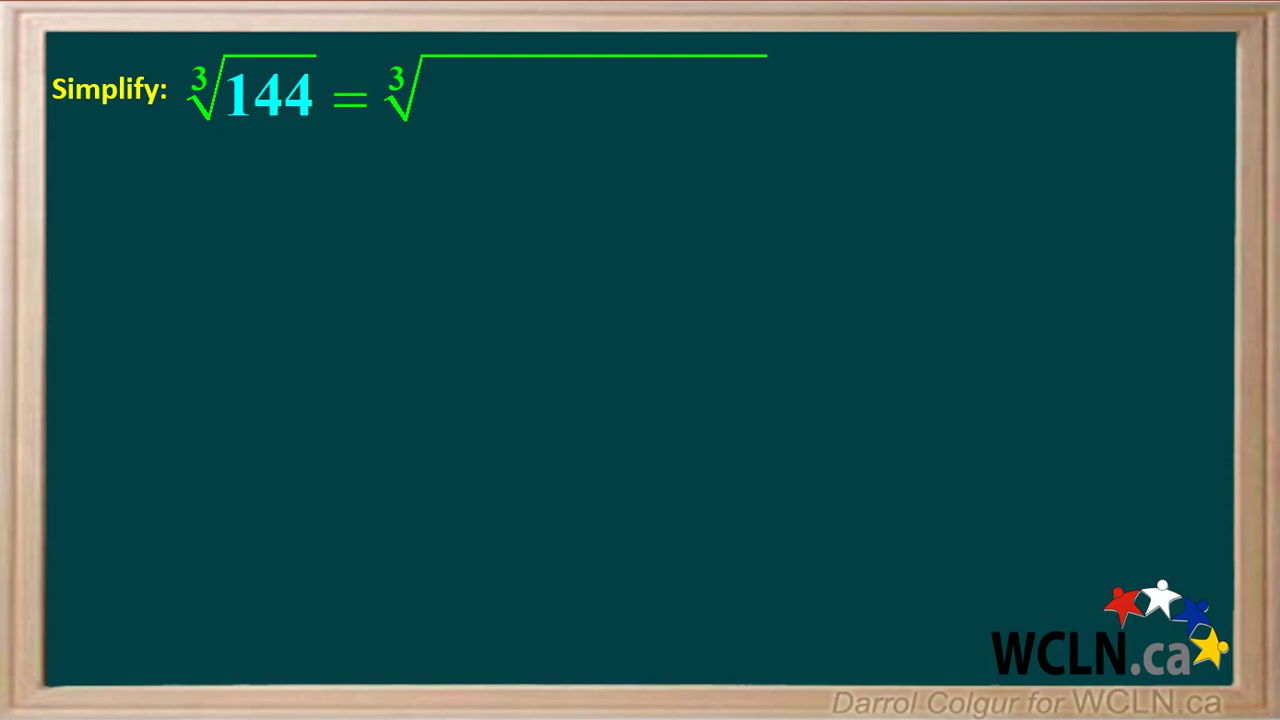 Simplify: ∛144 = ∛
WCLN.ca
Darrol Colgur for WCLN.ca